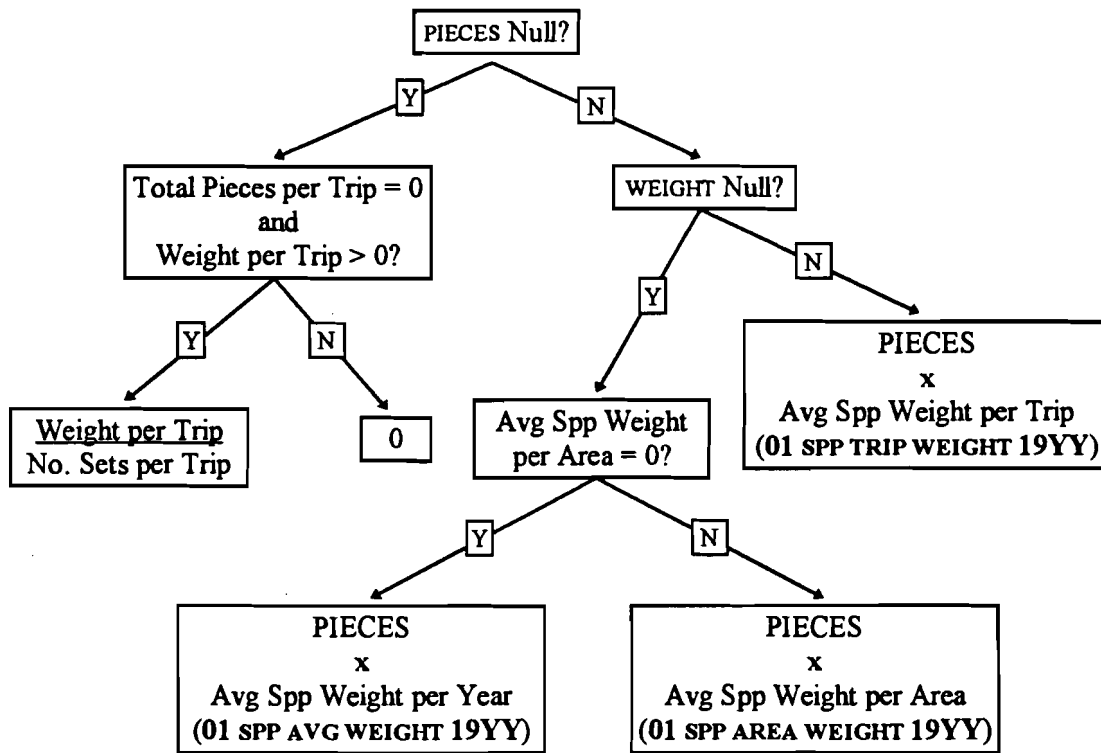 PIECES Null?
Y
N
Total Pieces per Trip = 0
and
Weight per Trip > 0?
WEIGHT Null?
Y
N
Y
N
Weight per Trip
No. Sets per Trip
0
Avg Spp Weight
per Area = 0?
PIECES
x
Avg Spp Weight per Trip
(01 SPP TRIP WEIGHT 19YY)
Y
N
PIECES
x
Avg Spp Weight per Year
(01 SPP AVG WEIGHT 19YY)
PIECES
x
Avg Spp Weight per Area
(01 SPP AREA WEIGHT 19YY)